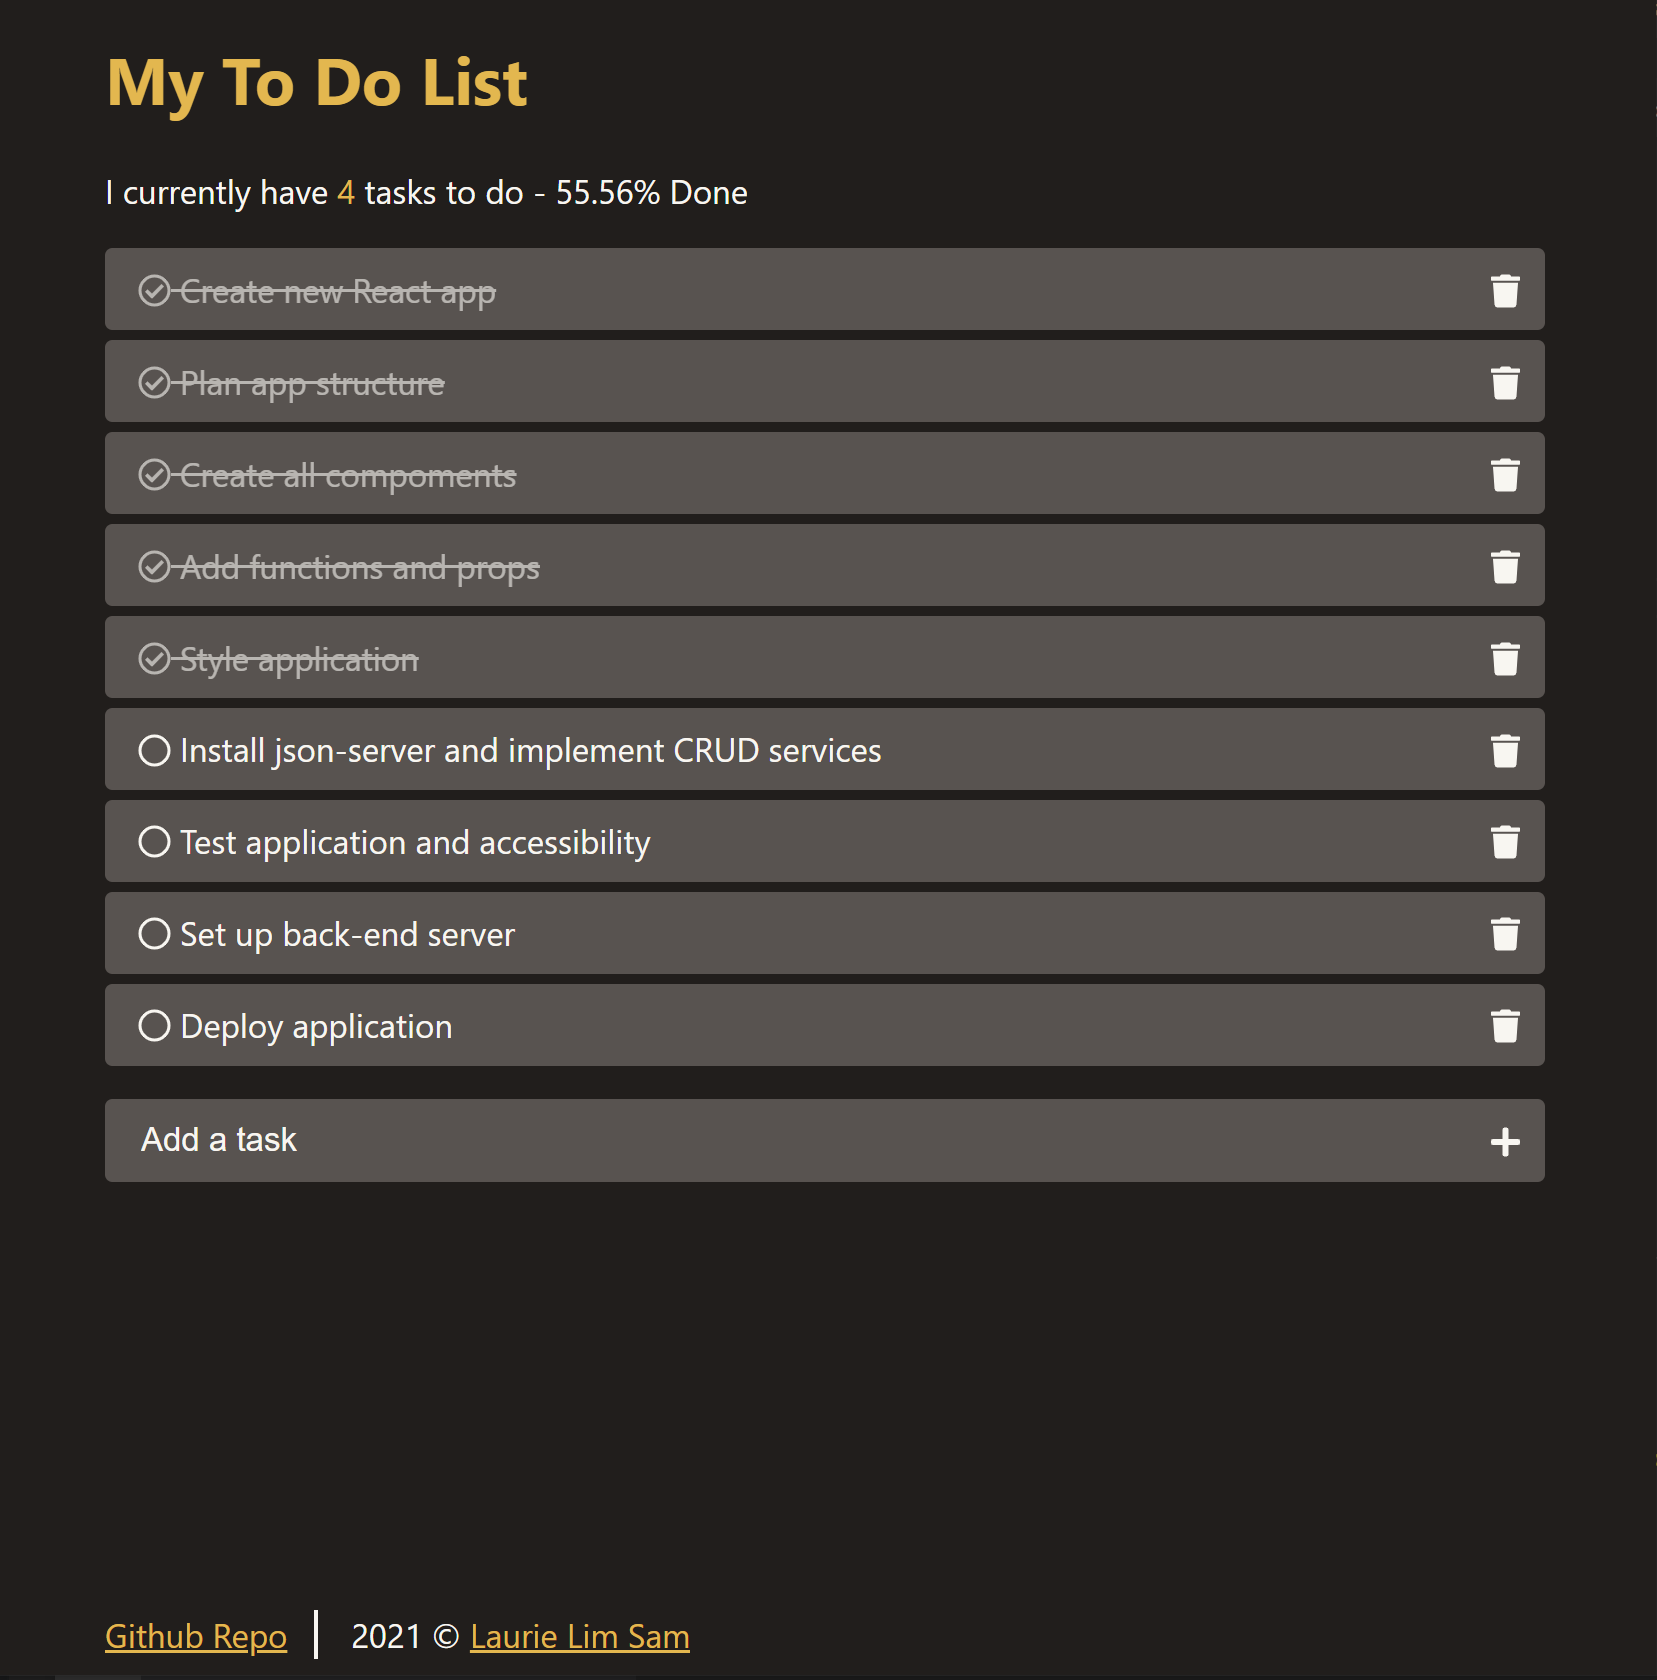 My To Do List
I currently have 4 tasks to do - 55.56% Done
Create new React app
Plan app structure
Create all compoments
Add functions and props
Style application
Install json-server and implement CRUD services
Test application and accessibility
Set up back-end server
Deploy application
Add a task
Github Repo | 2021 © Laurie Lim Sam